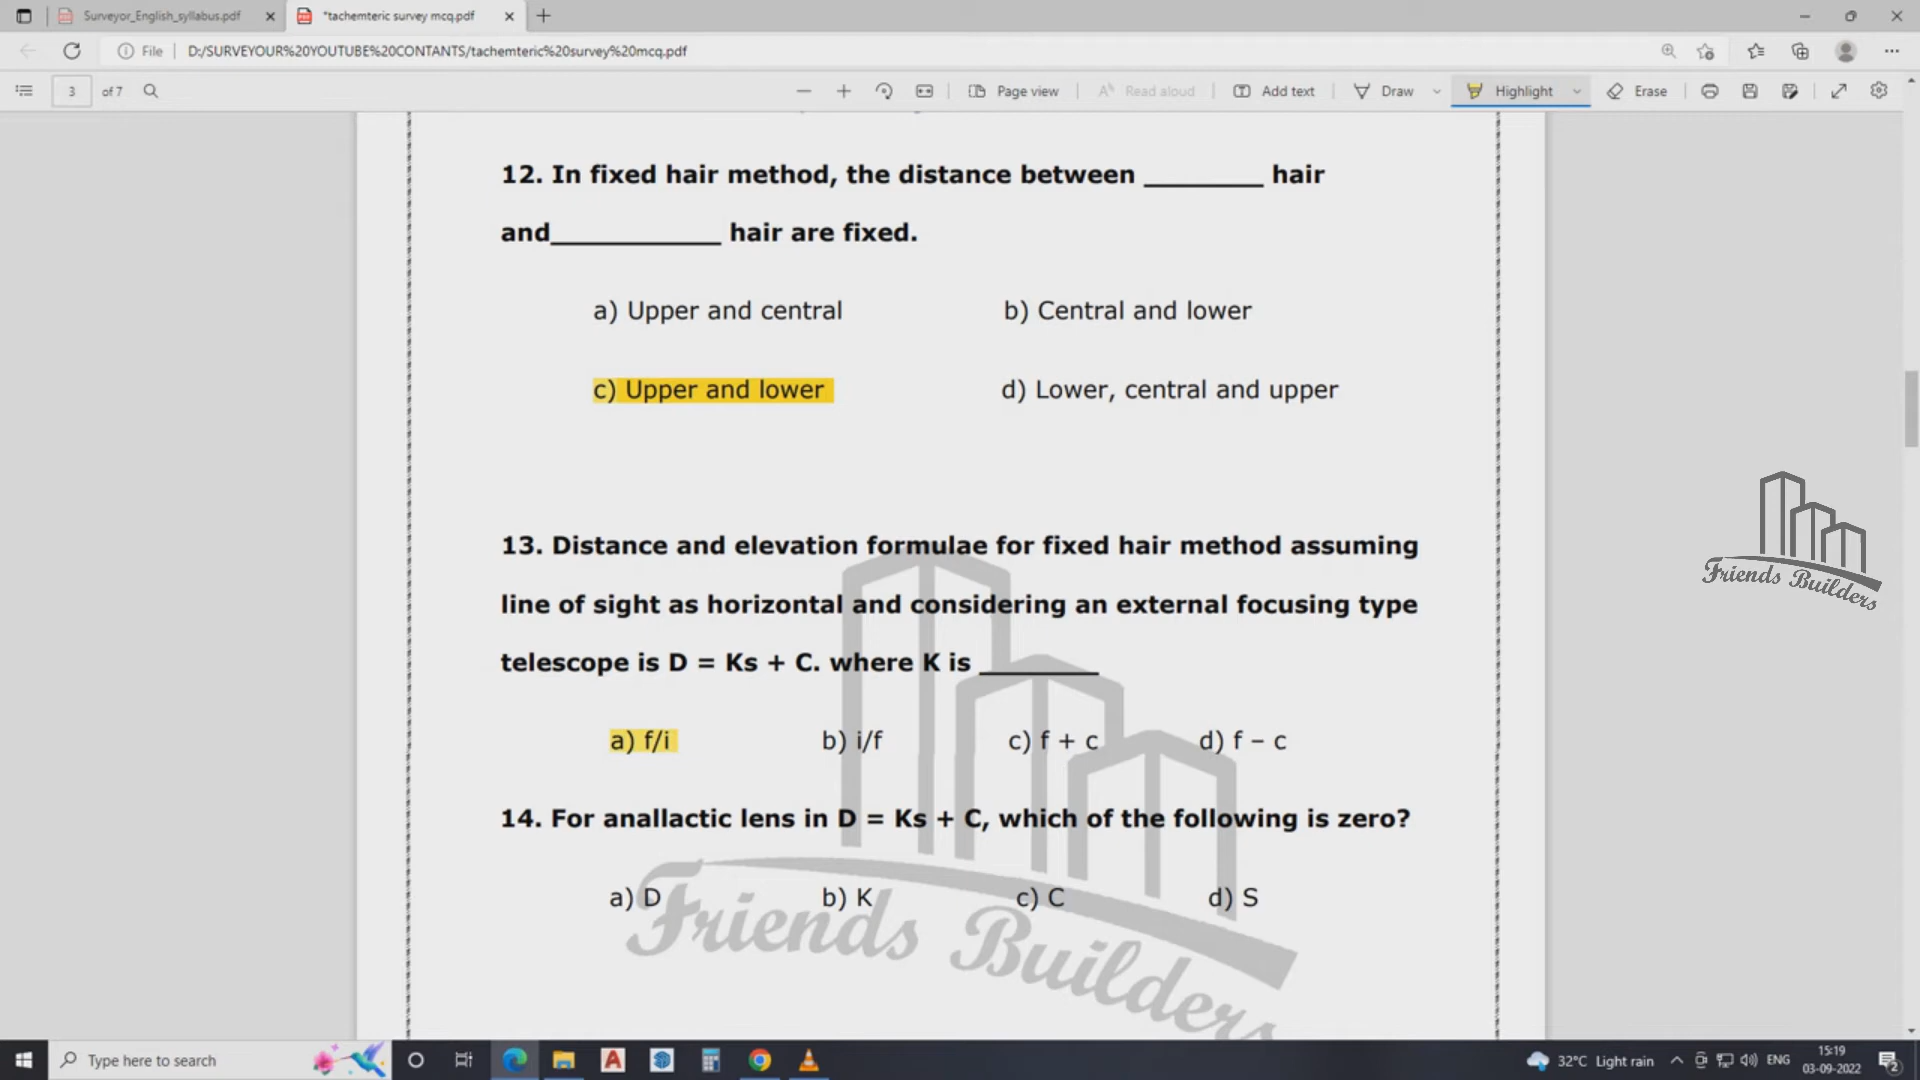 Surveyor_English_syllabus.pdf
*tachemteric survey mcq.pdf
File
D:/SURVEYOUR%20YOUTUBE%20CONTANTS/tachemteric%20survey%20mcq.pdf
3 of 7
Page view
Read aloud
Add text
Draw
Highlight
Erase
12. In fixed hair method, the distance between ________ hair
and___________ hair are fixed.
a) Upper and central b) Central and lower
c) Upper and lower d) Lower, central and upper
13. Distance and elevation formulae for fixed hair method assuming
line of sight as horizontal and considering an external focusing type
telescope is D = Ks + C. where K is ________
a) f/i b) i/f c) f + c d) f – c
14. For anallactic lens in D = Ks + C, which of the following is zero?
a) D b) K c) C d) S
Friends Builders
Friends Builders
Type here to search
32°C Light rain
ENG
15:19
03-09-2022
2